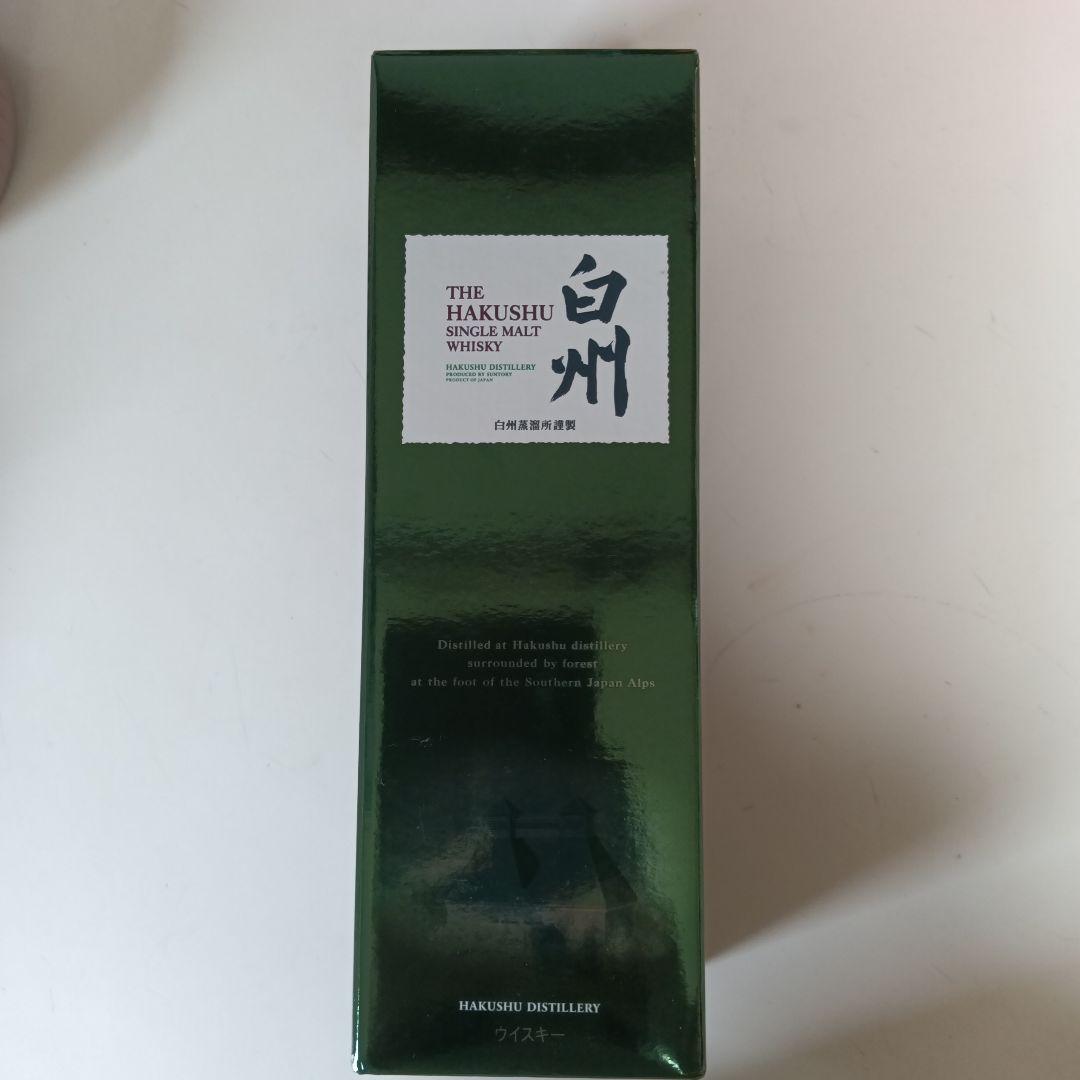 THE
HAKUSHU
SINGLE MALT
WHISKY
HAKUSHU DISTILLERY
PRODUCED BY SUNTORY
PRODUCT OF JAPAN
白州
白州蒸溜所謹製
Distilled at Hakushu distillery
surrounded by forest
at the foot of the Southern Japan Alps
HAKUSHU DISTILLERY
ウイスキー